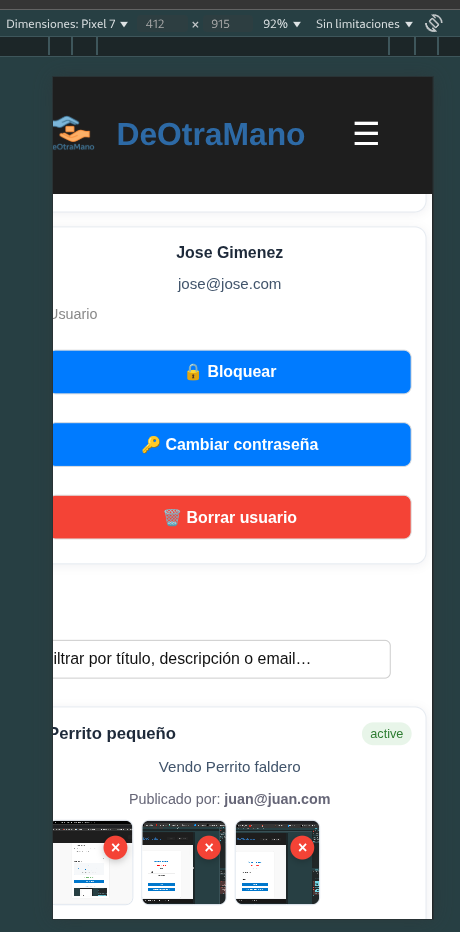 Dimensiones: Pixel 7 ▼ 412 × 915 92% ▼ Sin limitaciones ▼
DeOtraMano ☰
eOtraMano
Jose Gimenez
jose@jose.com
Usuario
🔒 Bloquear
🔑 Cambiar contraseña
🗑️ Borrar usuario
iltrar por título, descripción o email...
Perrito pequeño active
Vendo Perrito faldero
Publicado por: juan@juan.com
× × ×